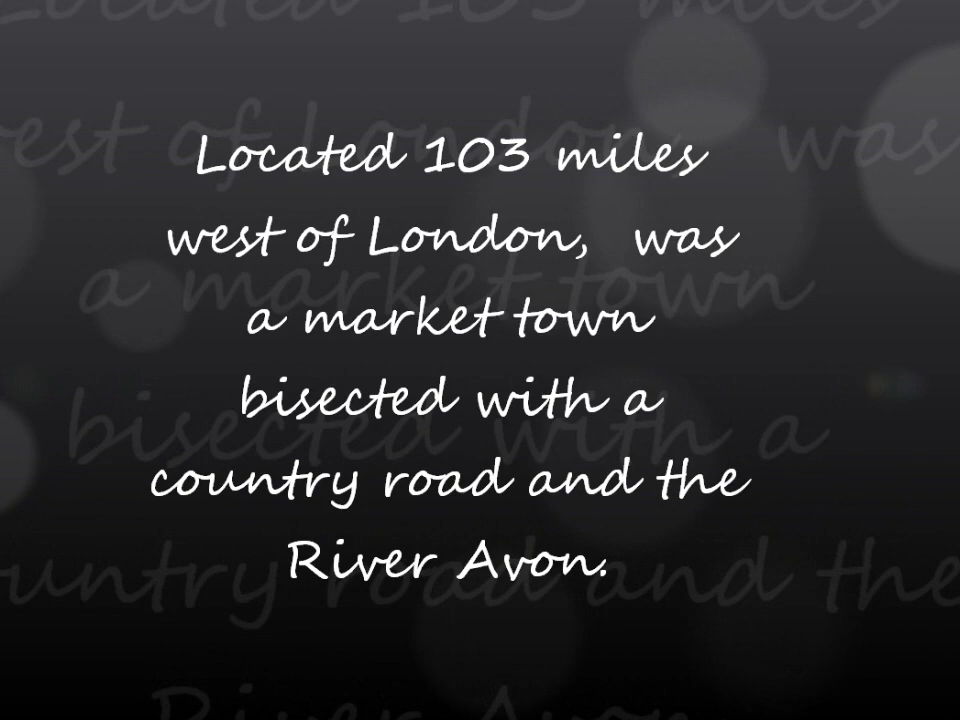 Located 103 miles
west of London, was
a market town
bisected with a
country road and the
River Avon.